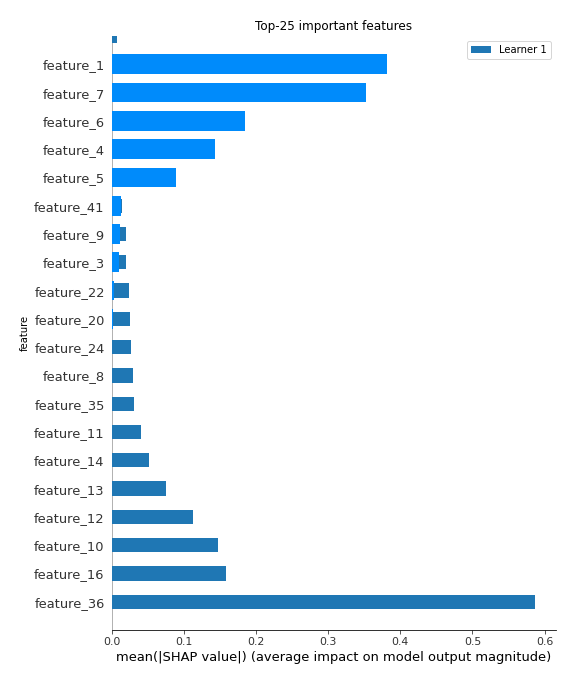 Top-25 important features
Learner 1
feature_1
feature_7
feature_6
feature_4
feature_5
feature_41
feature_9
feature_3
feature_22
feature_20
feature_24
feature_8
feature_35
feature_11
feature_14
feature_13
feature_12
feature_10
feature_16
feature_36
feature
0.0 0.1 0.2 0.3 0.4 0.5 0.6
mean(|SHAP value|) (average impact on model output magnitude)